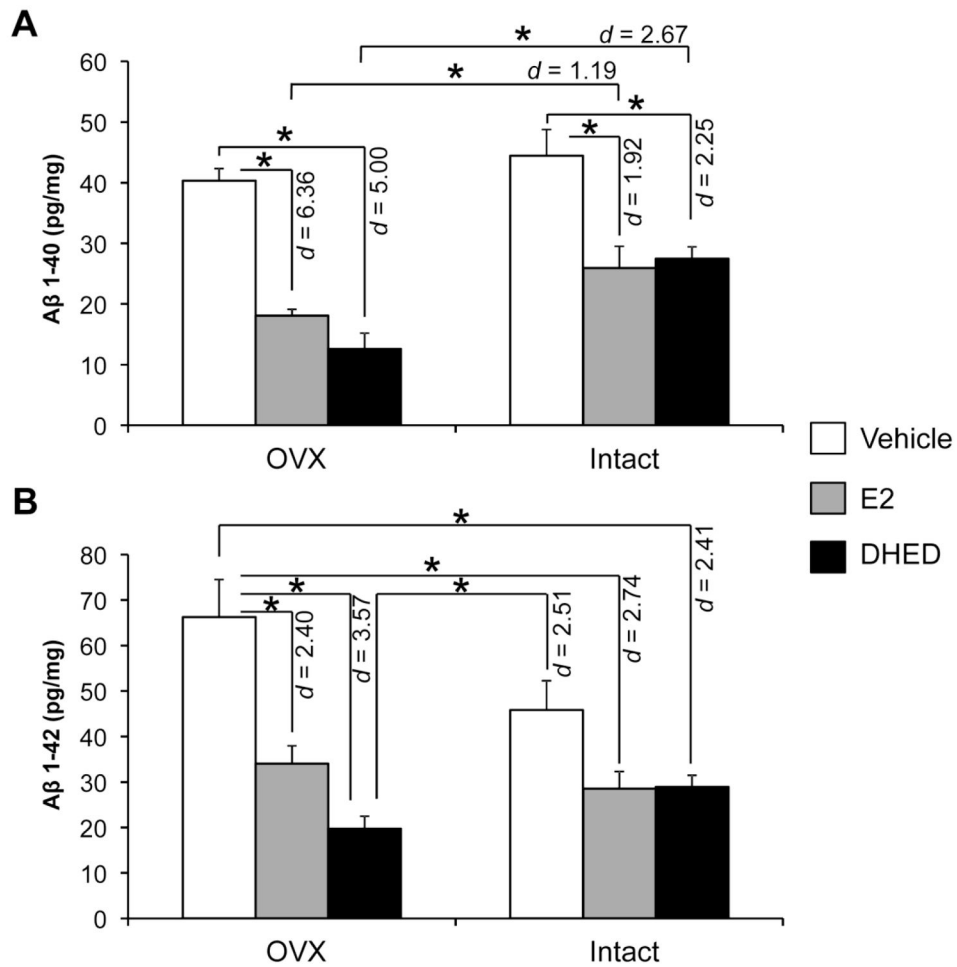 A
* d = 2.67
* d = 1.19
60
50
40
30
20
10
0
Aβ 1-40 (pg/mg)
*
*
d = 6.36
d = 5.00
*
*
d = 1.92
d = 2.25
OVX
Intact
Vehicle
E2
DHED
B
80
70
60
50
40
30
20
10
0
Aβ 1-42 (pg/mg)
*
*
*
*
*
d = 2.40
d = 3.57
d = 2.51
d = 2.74
d = 2.41
OVX
Intact